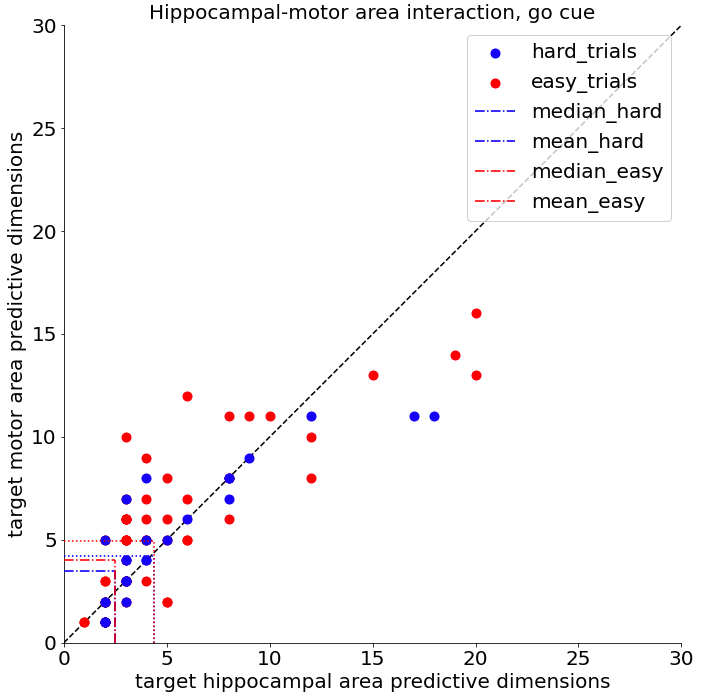 Hippocampal-motor area interaction, go cue
30
25
20
15
10
5
0
target motor area predictive dimensions
hard_trials
easy_trials
median_hard
mean_hard
median_easy
mean_easy
0 5 10 15 20 25 30
target hippocampal area predictive dimensions